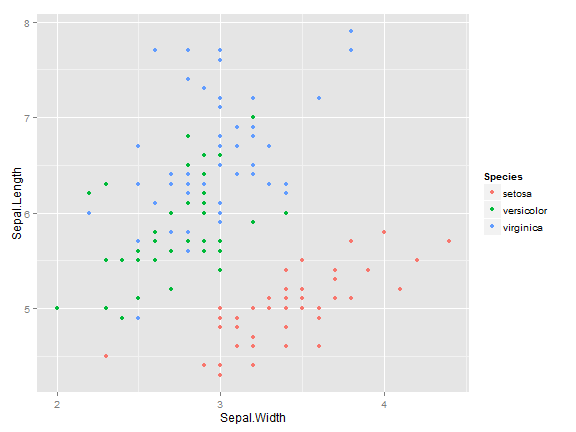 8
7
6
5
Sepal.Length
2
3
4
Sepal.Width
Species
setosa
versicolor
virginica